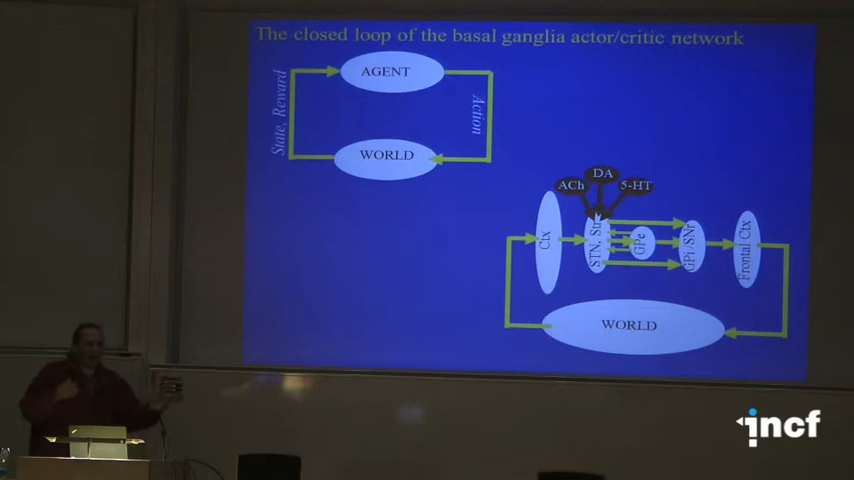 The closed loop of the basal ganglia actor/critic network
AGENT
State, Reward
Action
WORLD
DA
ACh
5-HT
Ctx
STN, Str
GPe
GPi/SNr
Frontal Ctx
WORLD
incf